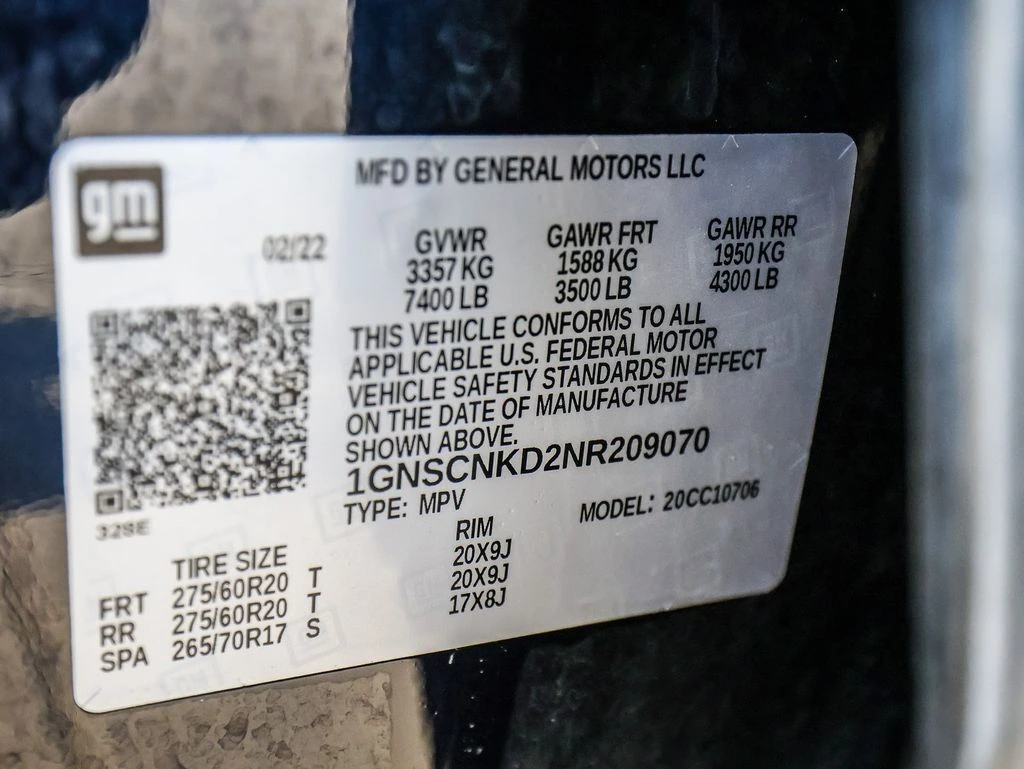 gm
MFD BY GENERAL MOTORS LLC
02/22
GVWR GAWR FRT GAWR RR
3357 KG 1588 KG 1950 KG
7400 LB 3500 LB 4300 LB
THIS VEHICLE CONFORMS TO ALL
APPLICABLE U.S. FEDERAL MOTOR
VEHICLE SAFETY STANDARDS IN EFFECT
ON THE DATE OF MANUFACTURE
SHOWN ABOVE.
1GNSCNKD2NR209070
TYPE: MPV MODEL: 20CC10706
328E
TIRE SIZE RIM
FRT 275/60R20 T 20X9J
RR 275/60R20 T 20X9J
SPA 265/70R17 S 17X8J